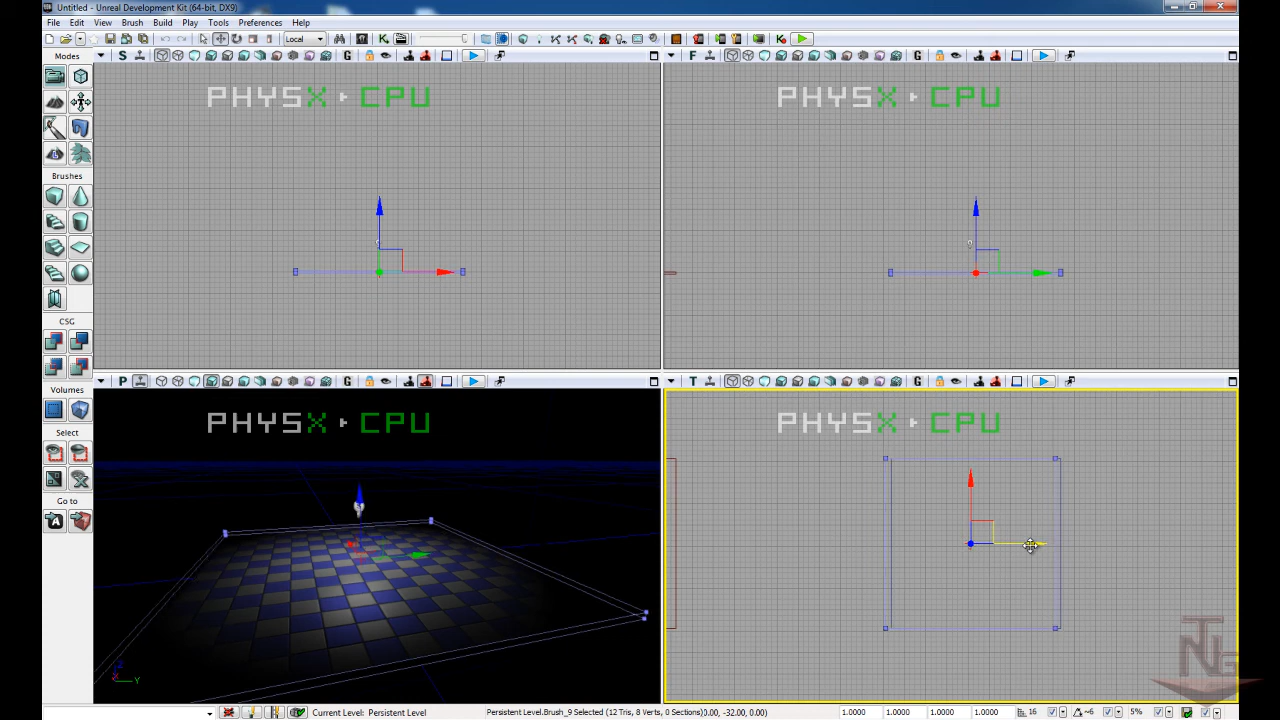 Untitled - Unreal Development Kit (64-bit, DX9)
File Edit View Brush Build Play Tools Preferences Help
Local
Modes
S G
F G
PHYSX ▸ CPU
PHYSX ▸ CPU
Brushes
CSG
P G
T G
Volumes
PHYSX ▸ CPU
PHYSX ▸ CPU
Select
Go to
A
Z
Y
TNG
Current Level: Persistent Level
Persistent Level.Brush_9 Selected (12 Tris, 8 Verts, 0 Sections)0.00, -32.00, 0.00)
1.0000 1.0000 1.0000 1.0000 16 ~6 5%